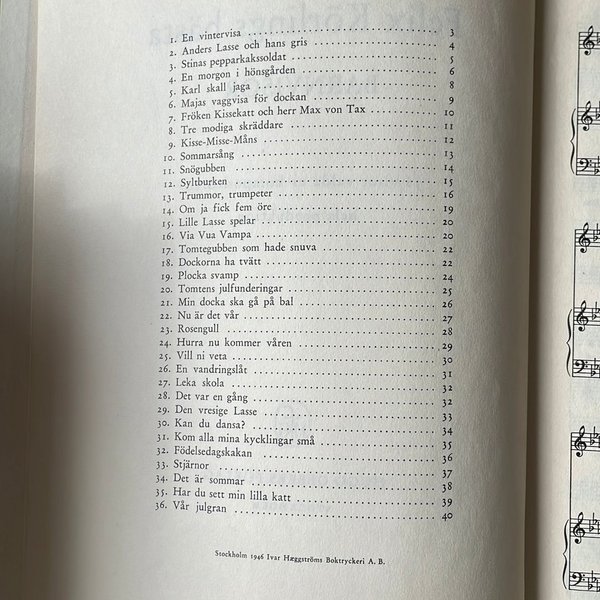 1. En vintervisa 3
2. Anders Lasse och hans gris 4
3. Stinas pepparkakssoldat 5
4. En morgon i hönsgården 6
5. Karl skall jaga 8
6. Majas vaggvisa för dockan 9
7. Fröken Kissekatt och herr Max von Tax 10
8. Tre modiga skräddare 11
9. Kisse-Misse-Måns 12
10. Sommarsång 13
11. Snögubben 14
12. Syltburken 15
13. Trummor, trumpeter 16
14. Om ja fick fem öre 19
15. Lille Lasse spelar 20
16. Via Vua Vampa 20
17. Tomtegubben som hade snuva 22
18. Dockorna ha tvätt 22
19. Plocka svamp 24
20. Tomtens julfunderingar 25
21. Min docka ska gå på bal 26
22. Nu är det vår 27
23. Rosengull 28
24. Hurra nu kommer våren 29
25. Vill ni veta 30
26. En vandringslåt 31
27. Leka skola 32
28. Det var en gång 32
29. Den vresige Lasse 33
30. Kan du dansa? 34
31. Kom alla mina kycklingar små 35
32. Födelsedagskakan 36
33. Stjärnor 37
34. Det är sommar 38
35. Har du sett min lilla katt 39
36. Vår julgran 40
Stockholm 1946 Ivar Hæggströms Boktryckeri A. B.